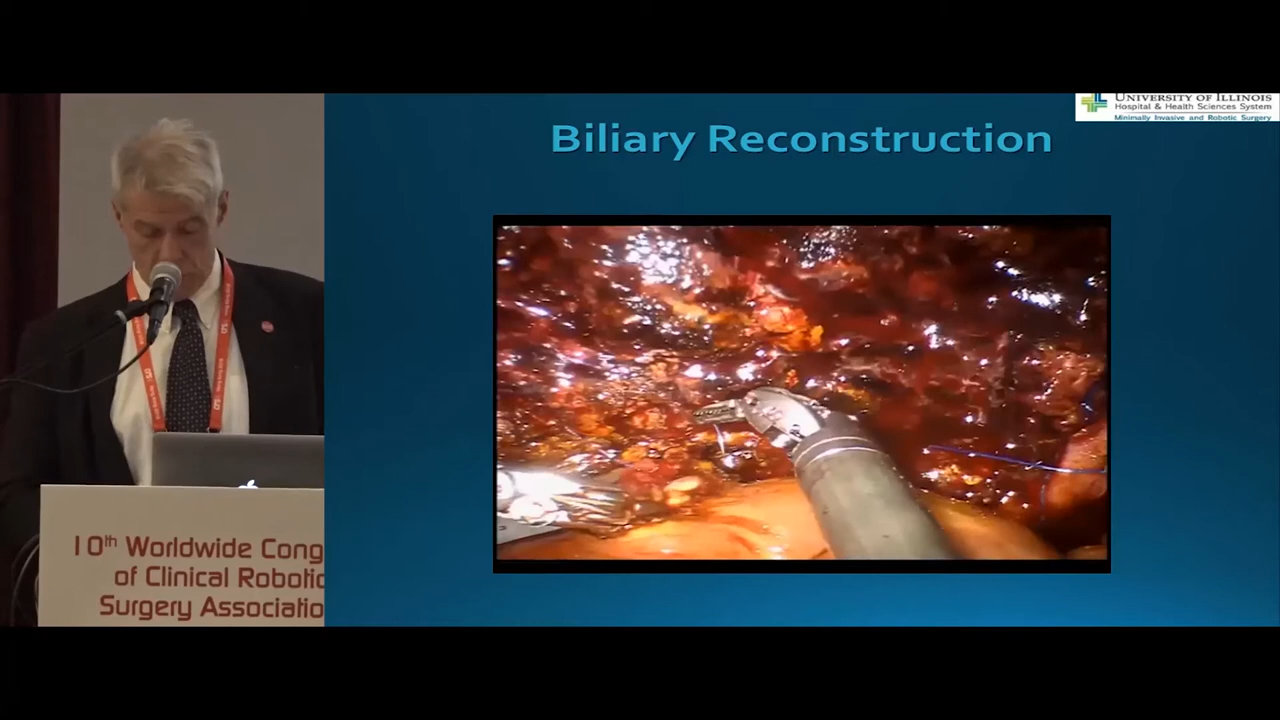 UNIVERSITY OF ILLINOIS
Hospital & Health Sciences System
Minimally Invasive and Robotic Surgery
Biliary Reconstruction
10th Worldwide Cong
of Clinical Robotic
Surgery Associatio